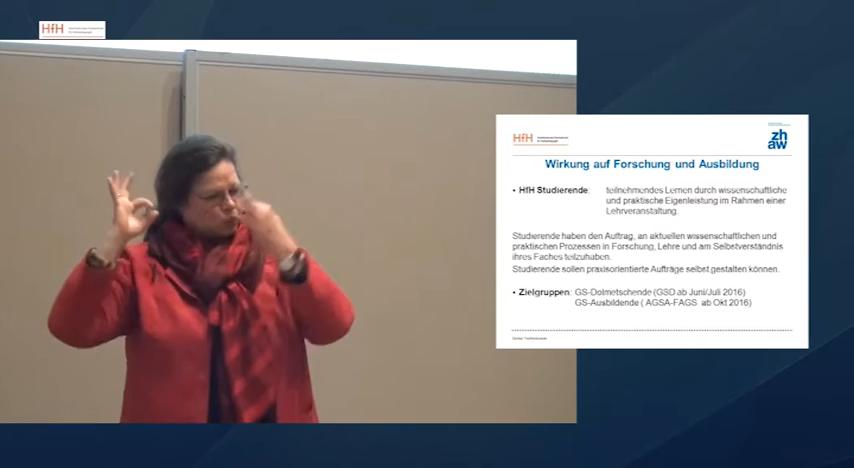 HfH
HfH
zh
aw
Wirkung auf Forschung und Ausbildung
• HfH Studierende: teilnehmendes Lernen durch wissenschaftliche
und praktische Eigenleistung im Rahmen einer
Lehrveranstaltung.
Studierende haben den Auftrag, an aktuellen wissenschaftlichen und
praktischen Prozessen in Forschung, Lehre und am Selbstverständnis
ihres Faches teilzuhaben.
Studierende sollen praxisorientierte Aufträge selbst gestalten können.
• Zielgruppen: GS-Dolmetschende (GSD ab Juni/Juli 2016)
GS-Ausbildende ( AGSA-FAGS ab Okt 2016)